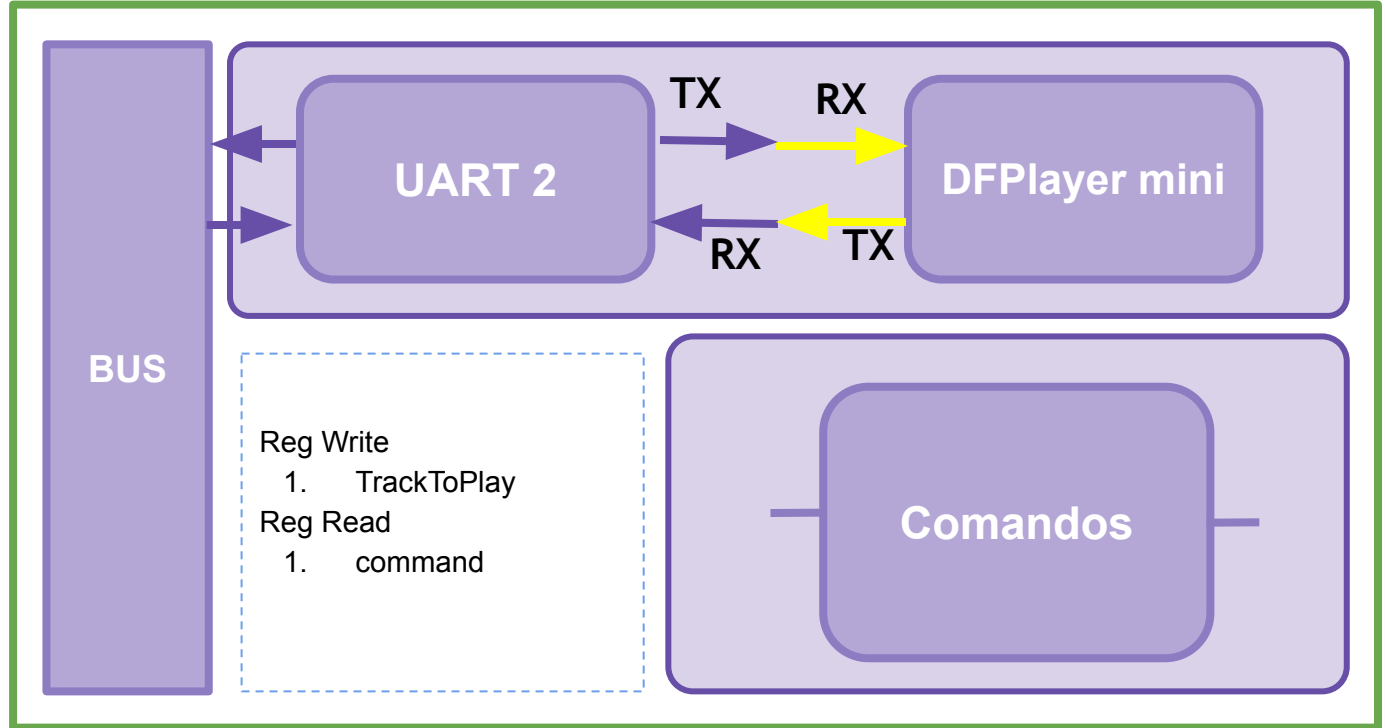 TX
RX
UART 2
DFPlayer mini
RX
TX
BUS
Reg Write
1. TrackToPlay
Reg Read
1. command
Comandos